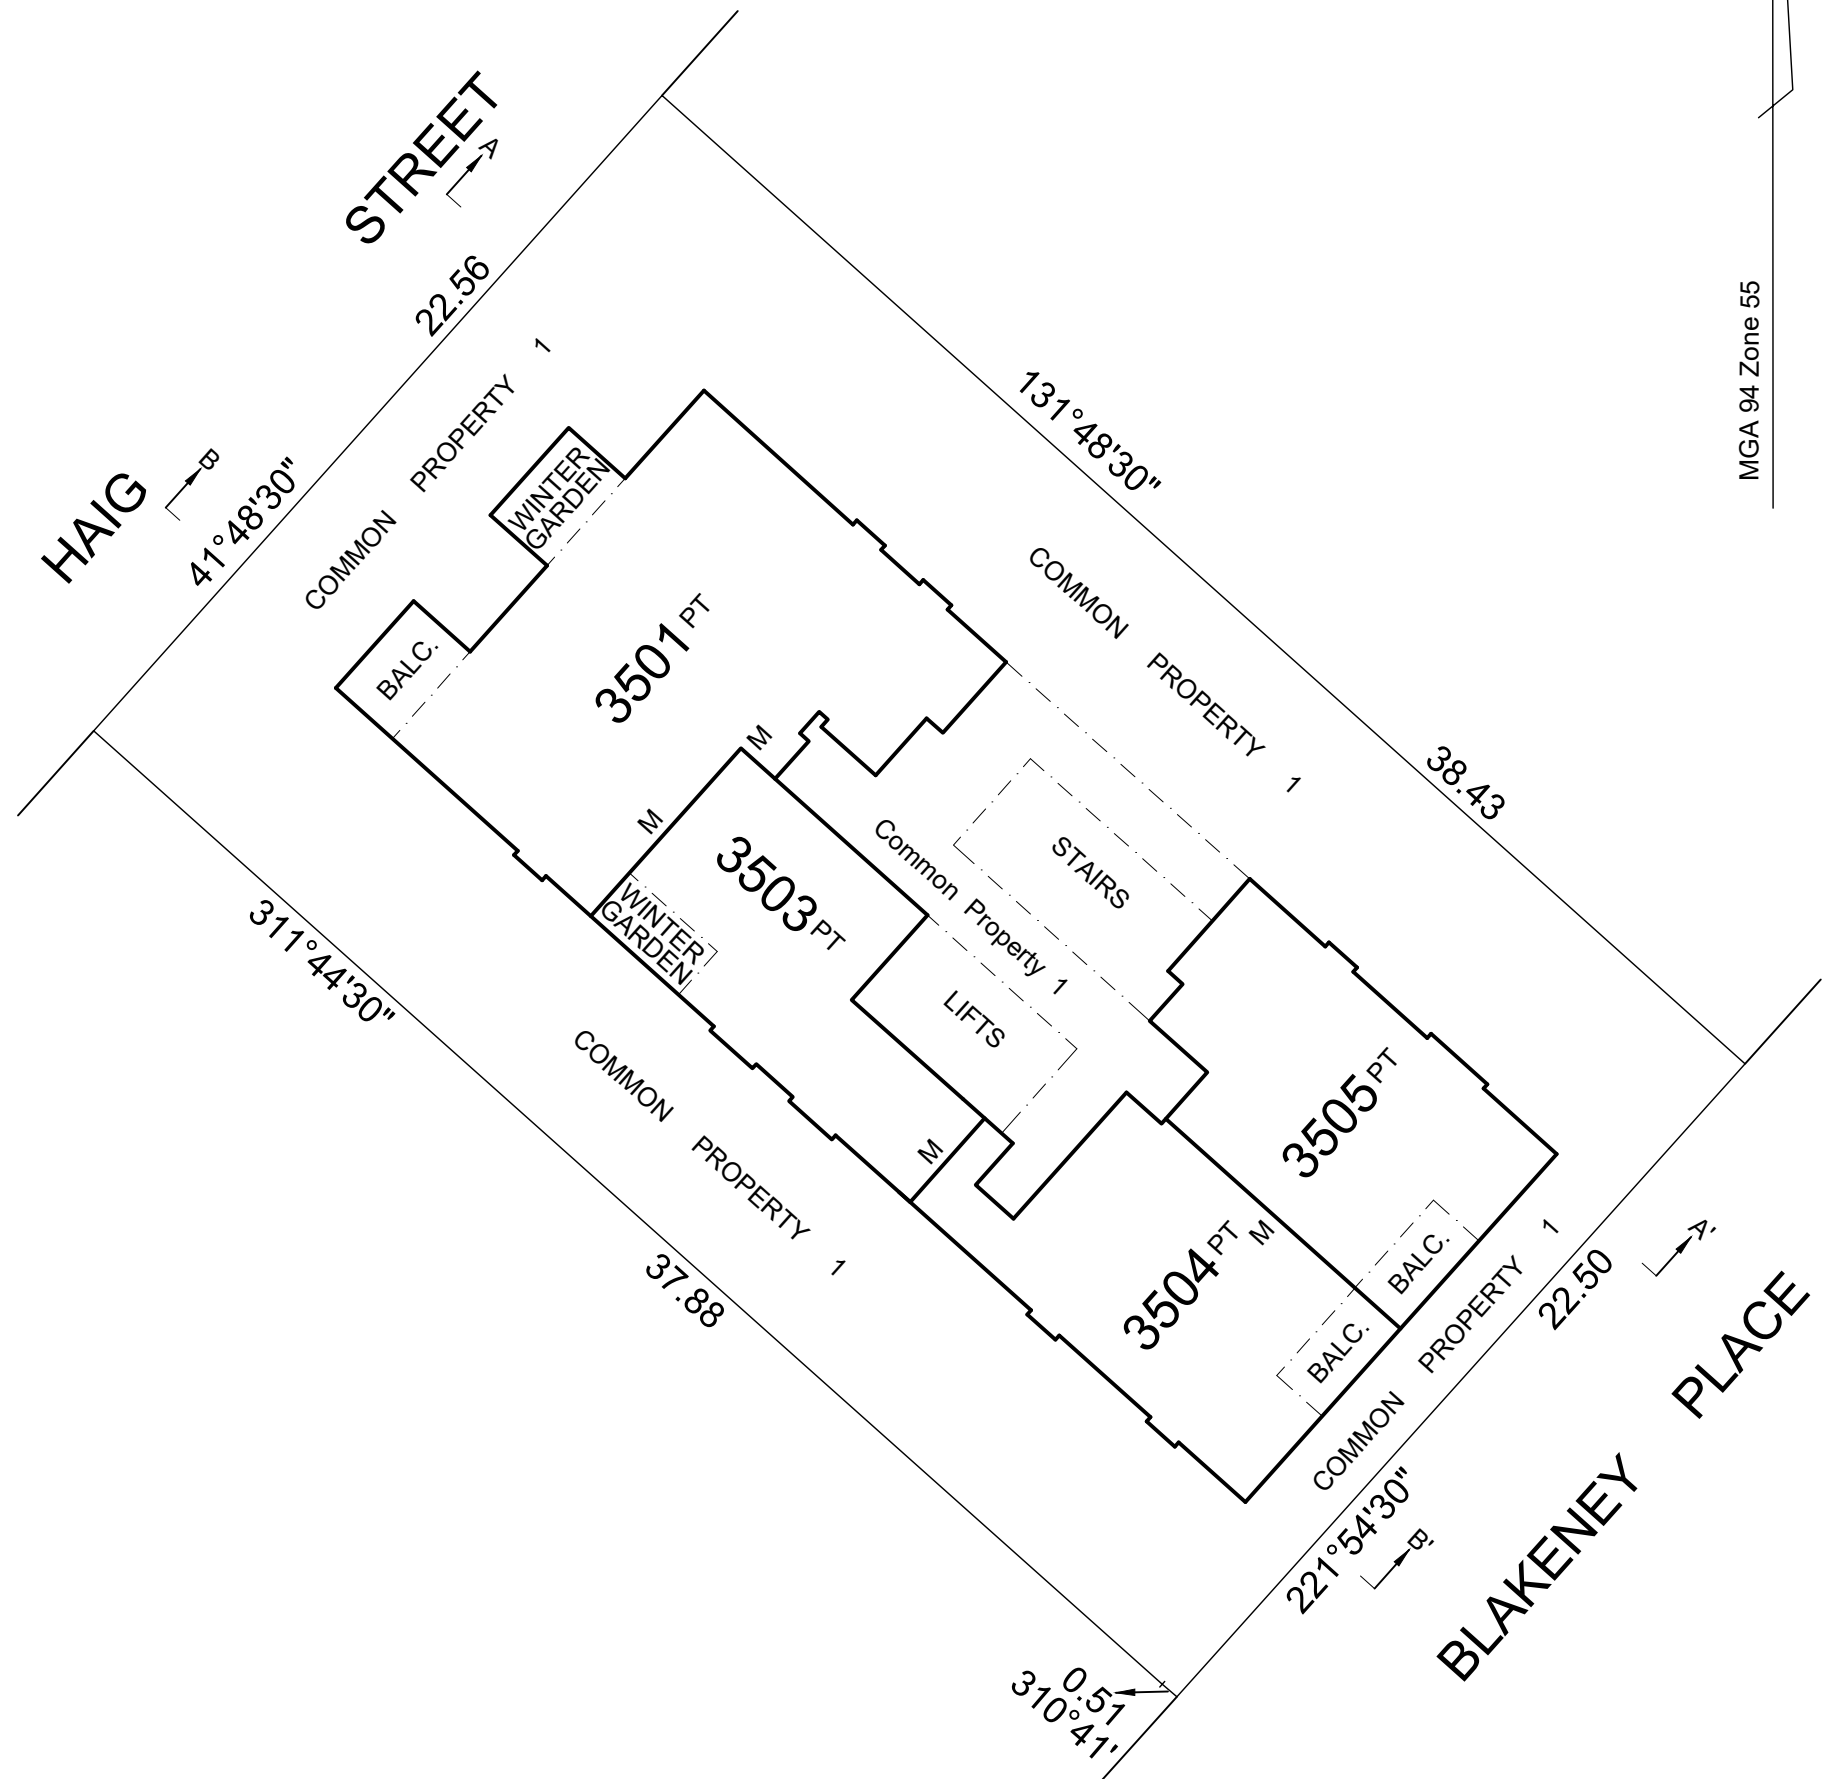 HAIG STREET
A
B
22.56
41°48'30"
MGA 94 Zone 55
COMMON PROPERTY 1
WINTER
GARDEN
BALC.
3501 PT
131°48'30"
38.43
COMMON PROPERTY 1
M
M
3503 PT
WINTER
GARDEN
Common Property 1
STAIRS
LIFTS
311°44'30"
37.88
COMMON PROPERTY 1
M
3505 PT
BALC.
3504 PT
M
BALC.
COMMON PROPERTY 1
22.50
221°54'30"
A'
B'
BLAKENEY PLACE
0.51
310°41'